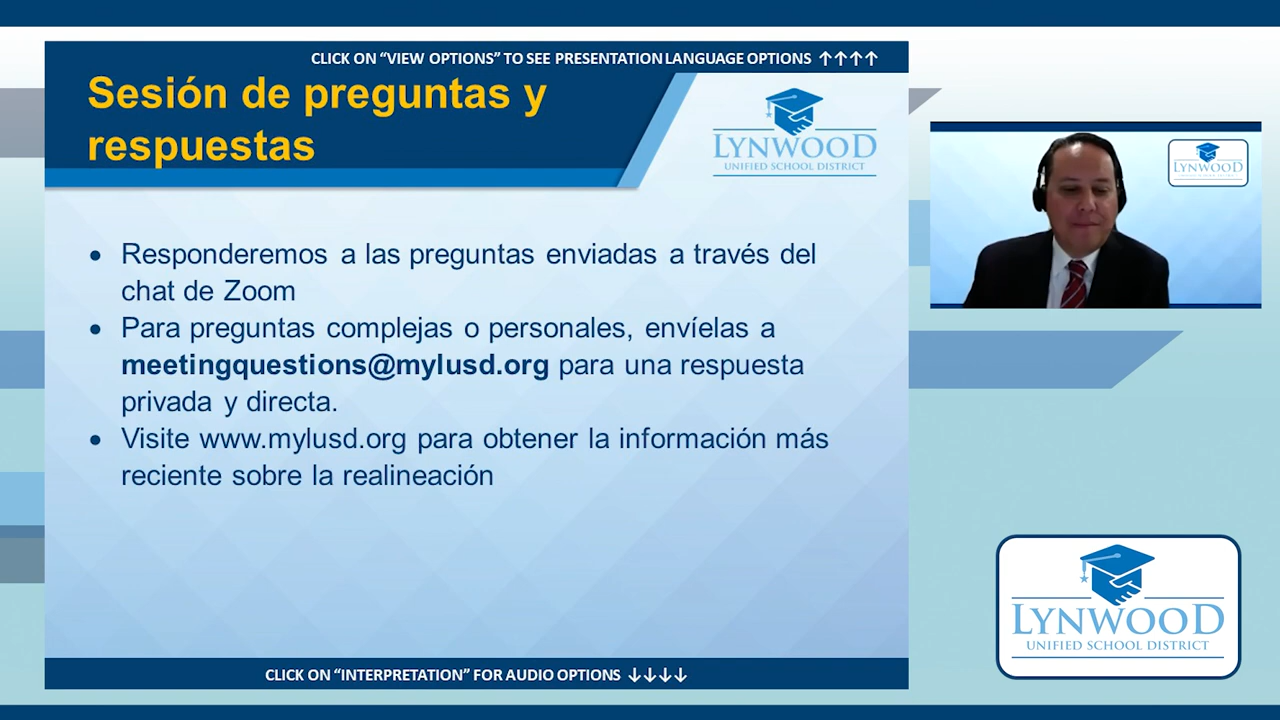 CLICK ON “VIEW OPTIONS” TO SEE PRESENTATION LANGUAGE OPTIONS ↑↑↑↑
Sesión de preguntas y
respuestas
LYNWOOD
UNIFIED SCHOOL DISTRICT
LYNWOOD
• Responderemos a las preguntas enviadas a través del
chat de Zoom
• Para preguntas complejas o personales, envíelas a
meetingquestions@mylusd.org para una respuesta
privada y directa.
• Visite www.mylusd.org para obtener la información más
reciente sobre la realineación
LYNWOOD
UNIFIED SCHOOL DISTRICT
CLICK ON “INTERPRETATION” FOR AUDIO OPTIONS ↓↓↓↓